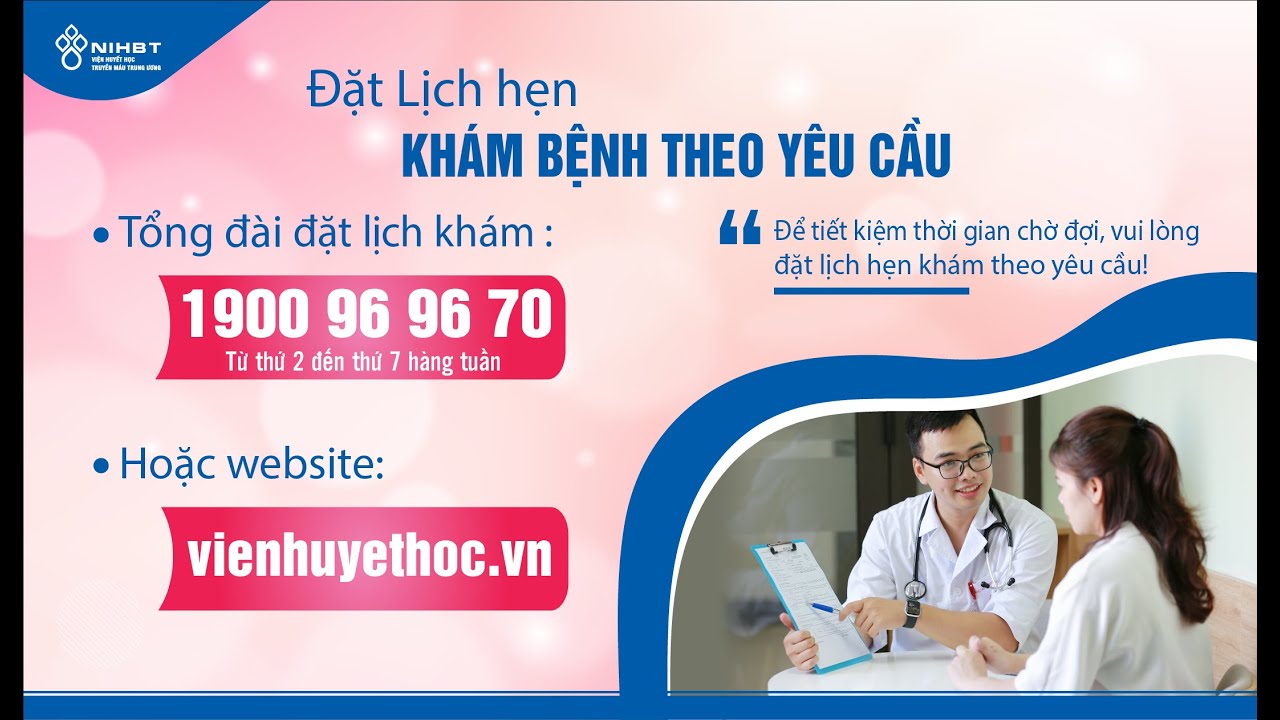 NIHBT
VIỆN HUYẾT HỌC
TRUYỀN MÁU TRUNG ƯƠNG
Đặt Lịch hẹn
KHÁM BỆNH THEO YÊU CẦU
• Tổng đài đặt lịch khám :
1900 96 96 70
Từ thứ 2 đến thứ 7 hàng tuần
“ Để tiết kiệm thời gian chờ đợi, vui lòng
đặt lịch hẹn khám theo yêu cầu!
• Hoặc website:
vienhuyethoc.vn